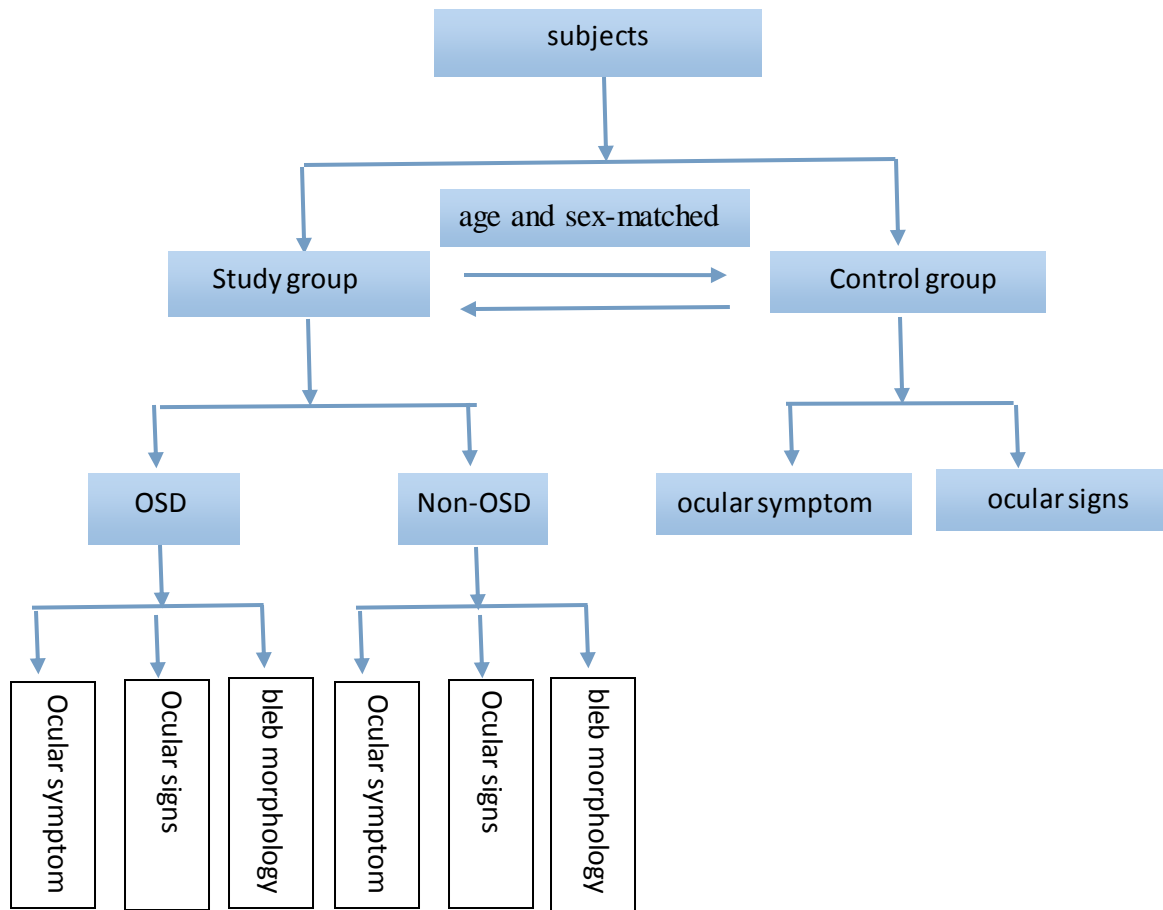 subjects
age and sex-matched
Study group
Control group
OSD
Non-OSD
ocular symptom
ocular signs
Ocular symptom
Ocular signs
bleb morphology
Ocular symptom
Ocular signs
bleb morphology